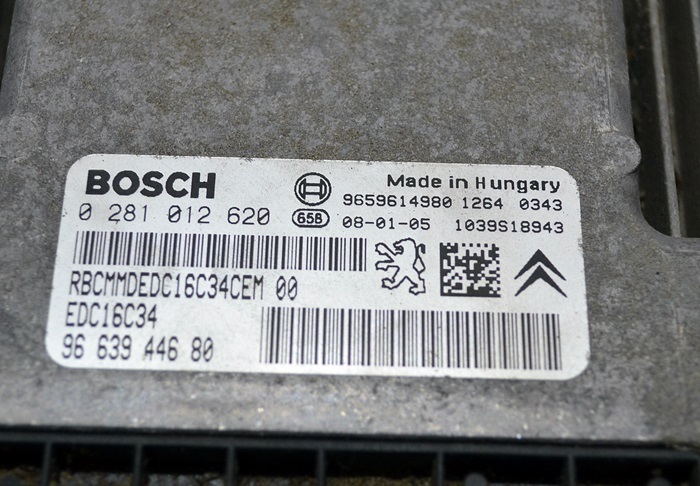 BOSCH
Made in Hungary
9659614980 1264 0343
0 281 012 620
658
08-01-05
1039S18943
RBCMMDEDC16C34CEM 00
EDC16C34
96 639 446 80